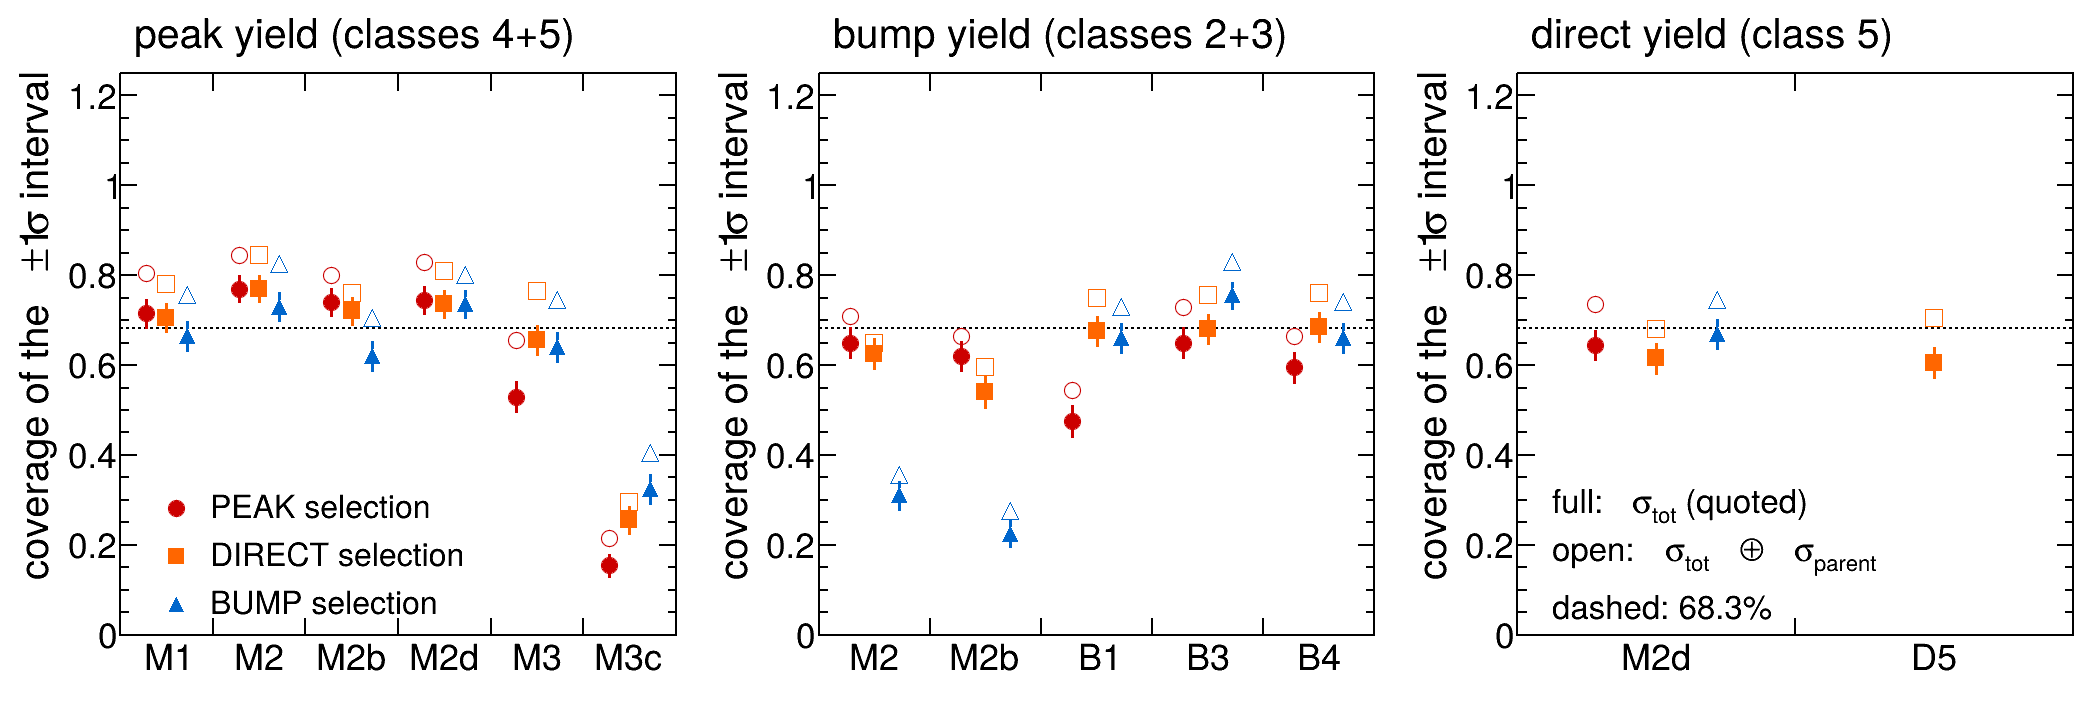 peak yield (classes 4+5)
coverage of the ±1σ interval
1.2
1
0.8
0.6
0.4
0.2
0
PEAK selection
DIRECT selection
BUMP selection
M1 M2 M2b M2d M3 M3c
bump yield (classes 2+3)
coverage of the ±1σ interval
1.2
1
0.8
0.6
0.4
0.2
0
M2 M2b B1 B3 B4
direct yield (class 5)
coverage of the ±1σ interval
1.2
1
0.8
0.6
0.4
0.2
0
full: σtot (quoted)
open: σtot ⊕ σparent
dashed: 68.3%
M2d D5